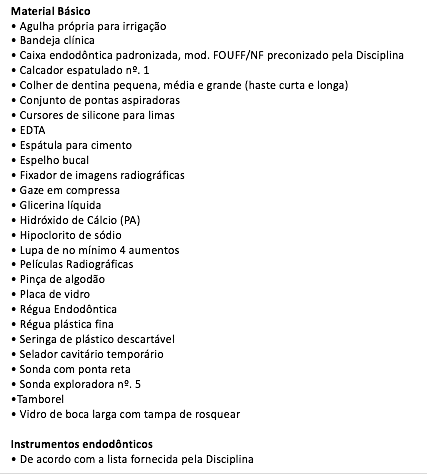 Material Básico
• Agulha própria para irrigação
• Bandeja clínica
• Caixa endodôntica padronizada, mod. FOUFF/NF preconizado pela Disciplina
• Calcador espatulado nº. 1
• Colher de dentina pequena, média e grande (haste curta e longa)
• Conjunto de pontas aspiradoras
• Cursores de silicone para limas
• EDTA
• Espátula para cimento
• Espelho bucal
• Fixador de imagens radiográficas
• Gaze em compressa
• Glicerina líquida
• Hidróxido de Cálcio (PA)
• Hipoclorito de sódio
• Lupa de no mínimo 4 aumentos
• Películas Radiográficas
• Pinça de algodão
• Placa de vidro
• Régua Endodôntica
• Régua plástica fina
• Seringa de plástico descartável
• Selador cavitário temporário
• Sonda com ponta reta
• Sonda exploradora nº. 5
•Tamborel
• Vidro de boca larga com tampa de rosquear
Instrumentos endodônticos
• De acordo com a lista fornecida pela Disciplina